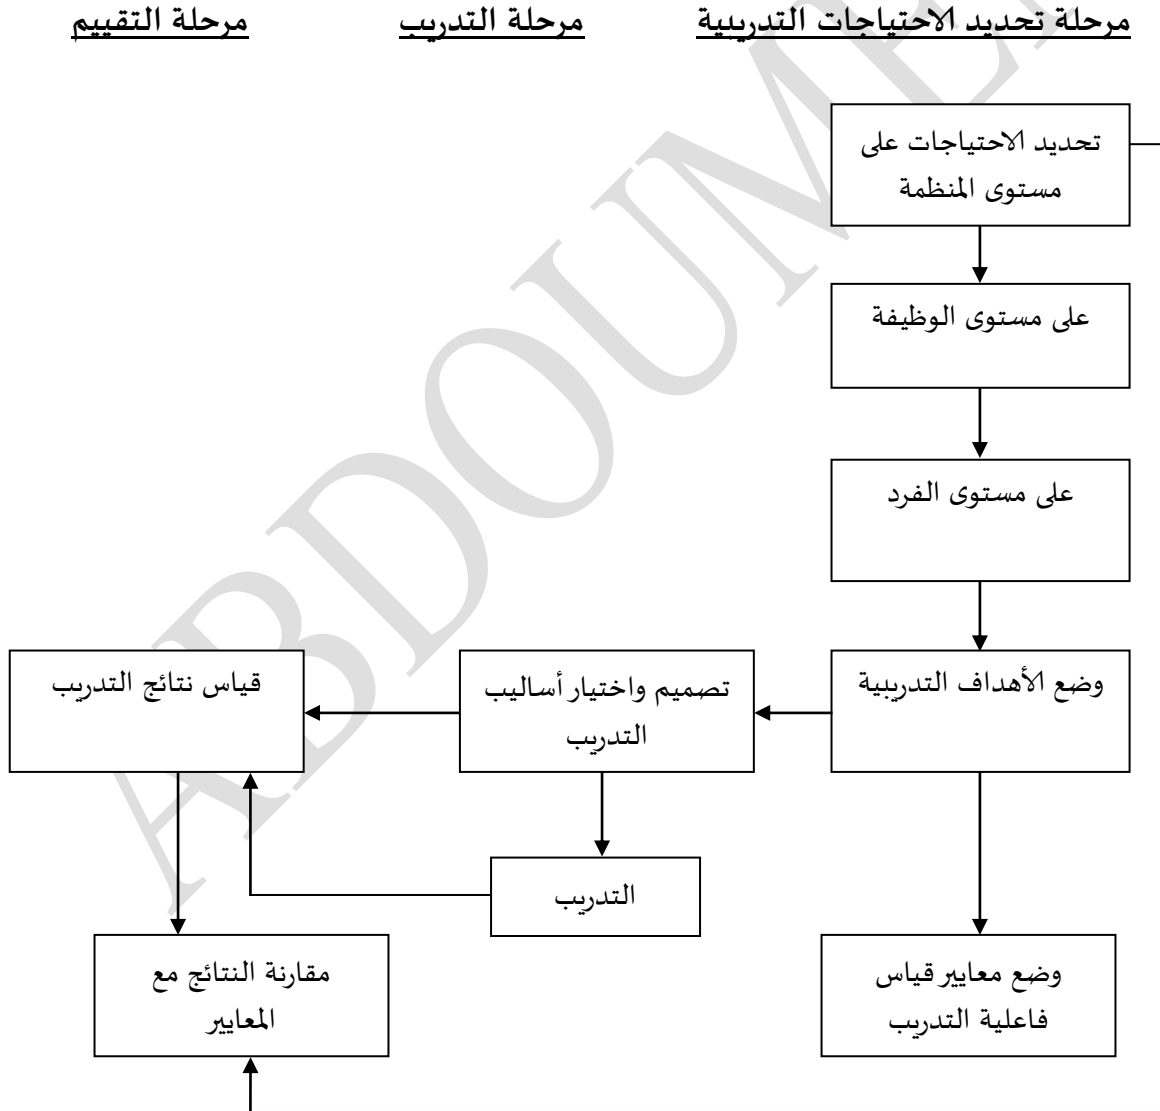 مرحلة تحديد الاحتياجات التدريبية
مرحلة التدريب
مرحلة التقييم
تحديد الاحتياجات على
مستوى المنظمة
على مستوى الوظيفة
على مستوى الفرد
وضع الأهداف التدريبية
تصميم واختيار أساليب
التدريب
قياس نتائج التدريب
التدريب
وضع معايير قياس
فاعلية التدريب
مقارنة النتائج مع
المعايير
ABDOUME